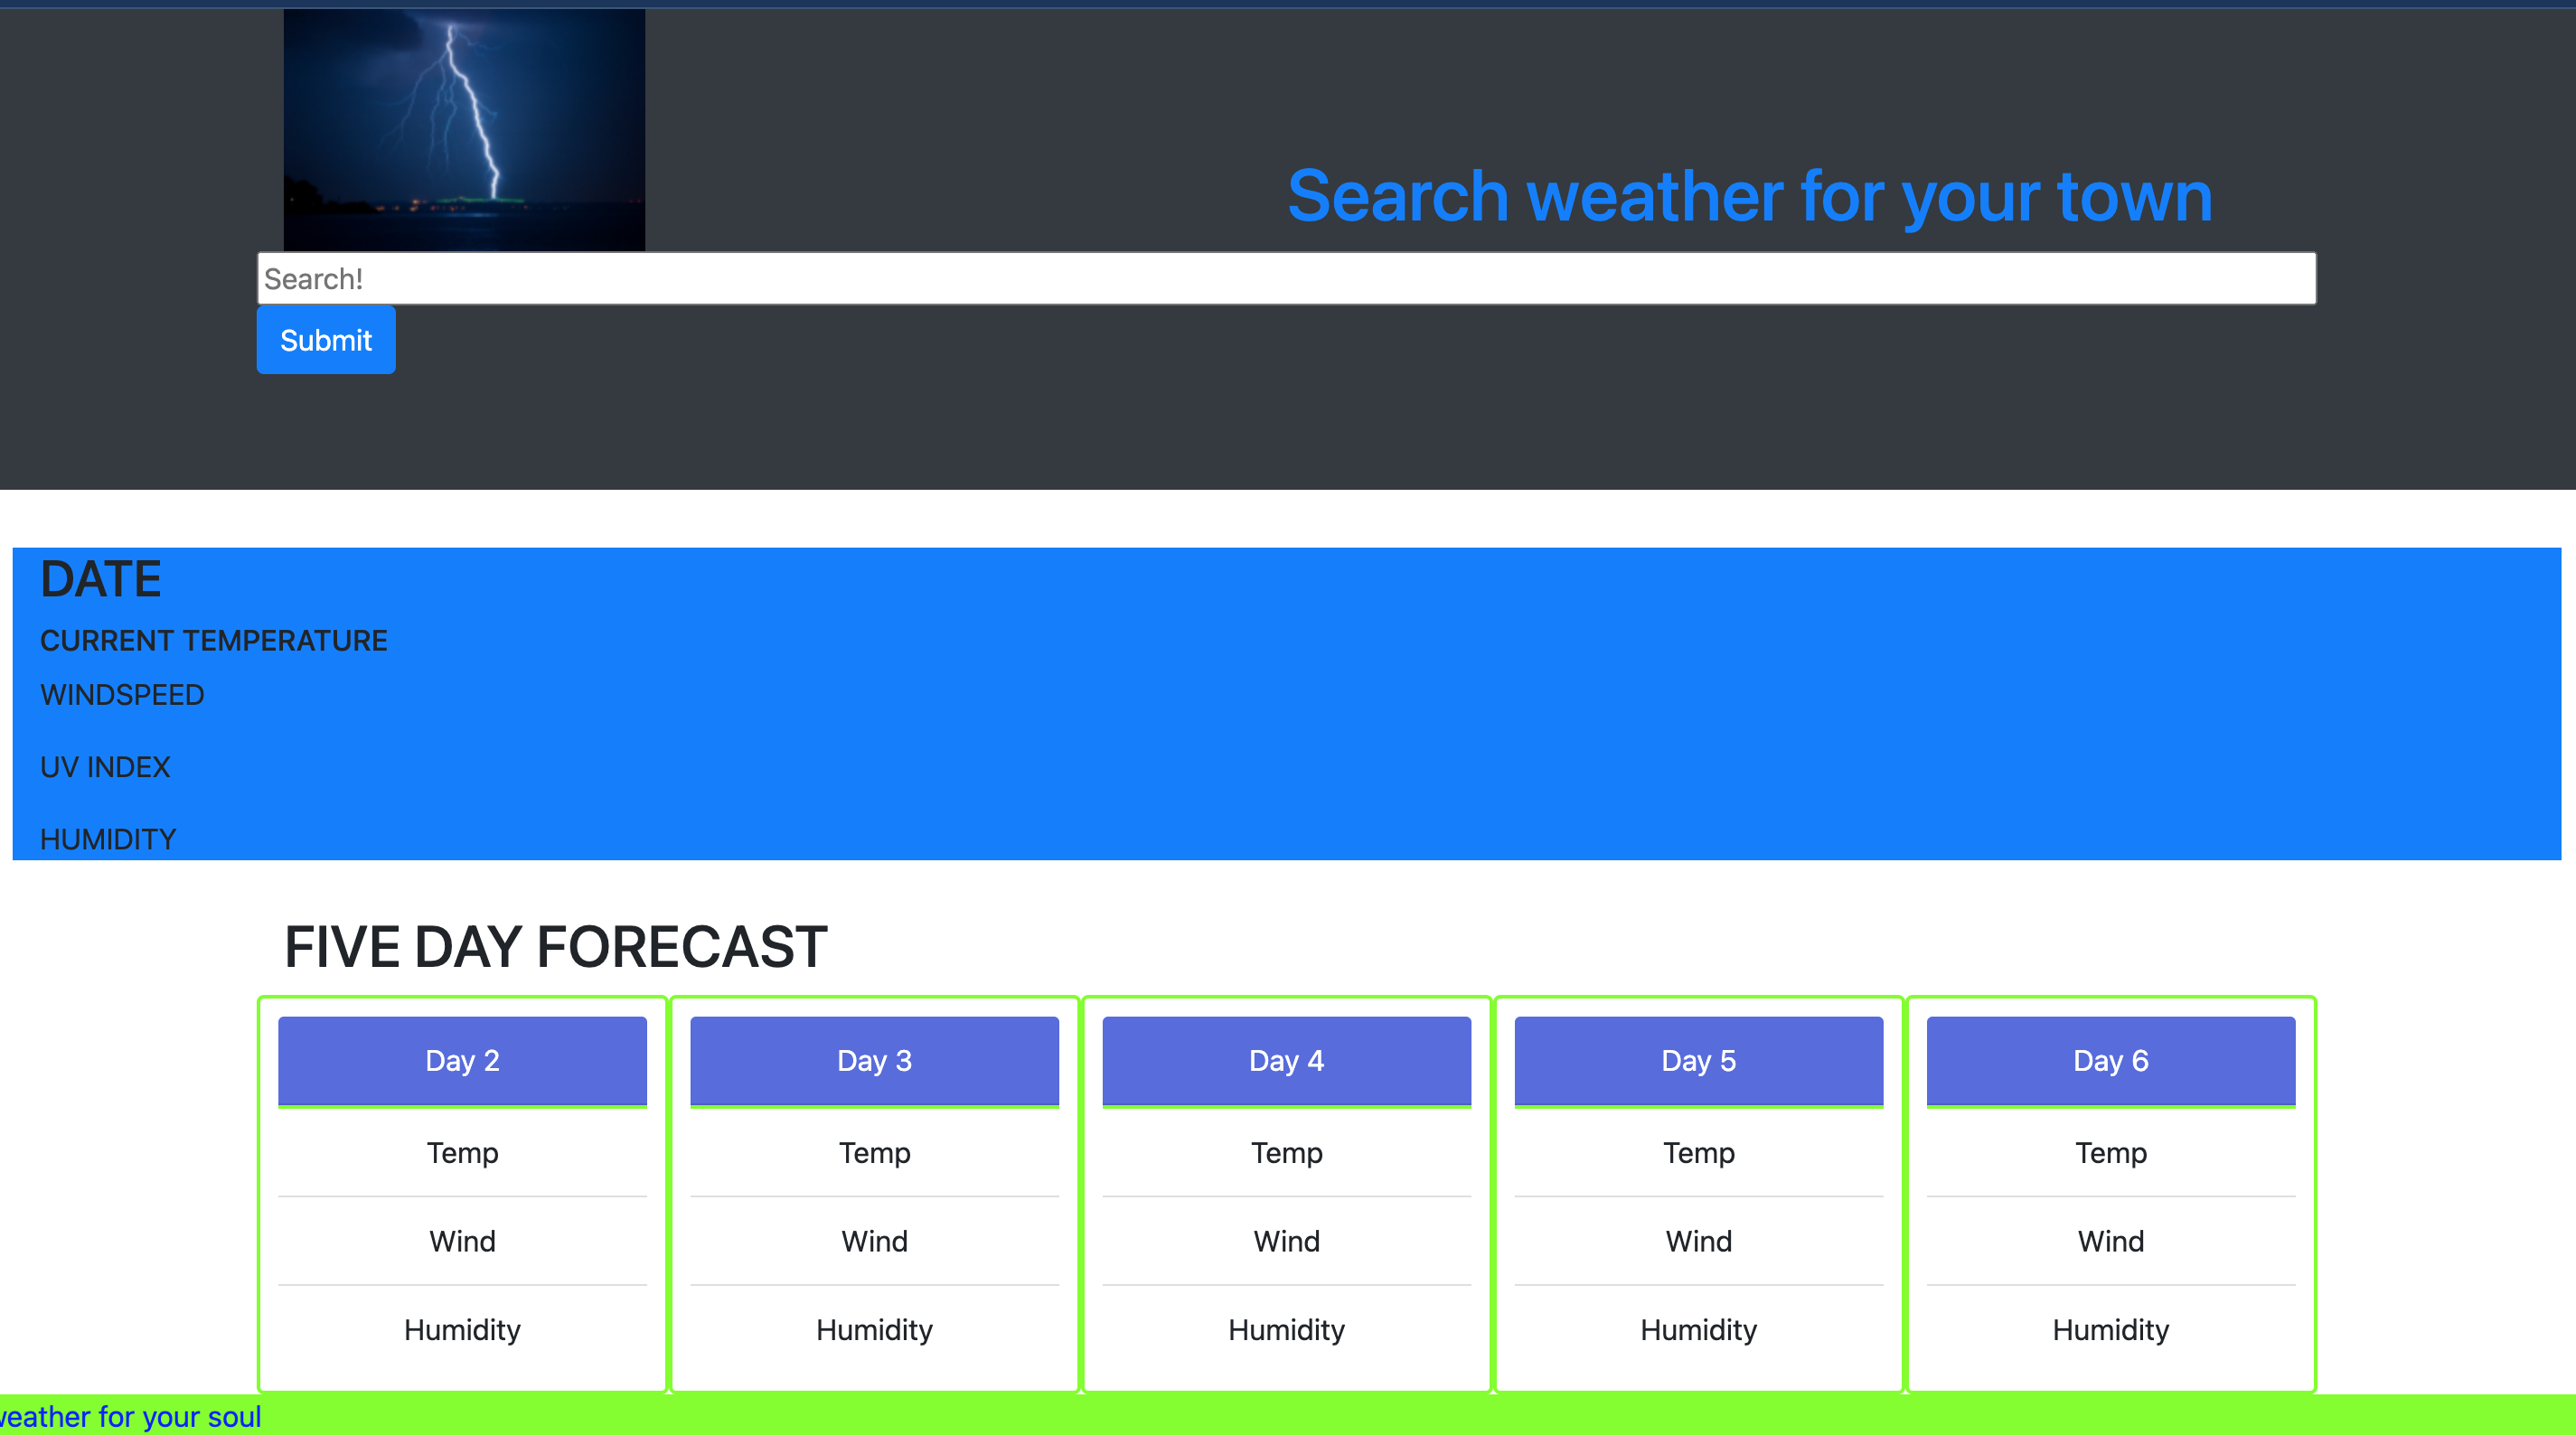 Search weather for your town
Search!
Submit
DATE
CURRENT TEMPERATURE
WINDSPEED
UV INDEX
HUMIDITY
FIVE DAY FORECAST
Day 2 Day 3 Day 4 Day 5 Day 6
Temp Temp Temp Temp Temp
Wind Wind Wind Wind Wind
Humidity Humidity Humidity Humidity Humidity
weather for your soul